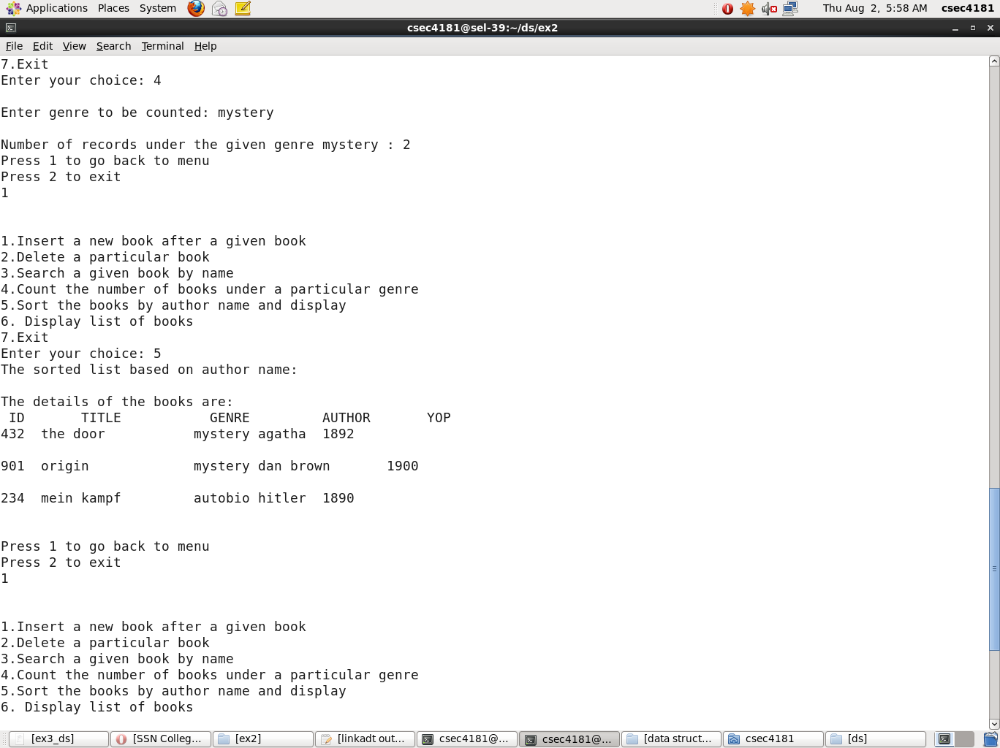 Applications Places System Thu Aug 2, 5:58 AM csec4181
csec4181@sel-39:~/ds/ex2
File Edit View Search Terminal Help
7.Exit
Enter your choice: 4
Enter genre to be counted: mystery
Number of records under the given genre mystery : 2
Press 1 to go back to menu
Press 2 to exit
1
1.Insert a new book after a given book
2.Delete a particular book
3.Search a given book by name
4.Count the number of books under a particular genre
5.Sort the books by author name and display
6. Display list of books
7.Exit
Enter your choice: 5
The sorted list based on author name:
The details of the books are:
ID TITLE GENRE AUTHOR YOP
432 the door mystery agatha 1892
901 origin mystery dan brown 1900
234 mein kampf autobio hitler 1890
Press 1 to go back to menu
Press 2 to exit
1
1.Insert a new book after a given book
2.Delete a particular book
3.Search a given book by name
4.Count the number of books under a particular genre
5.Sort the books by author name and display
6. Display list of books
[ex3_ds] [SSN Colleg... [ex2] [linkadt out... csec4181@... csec4181@... [data struct... csec4181 [ds]